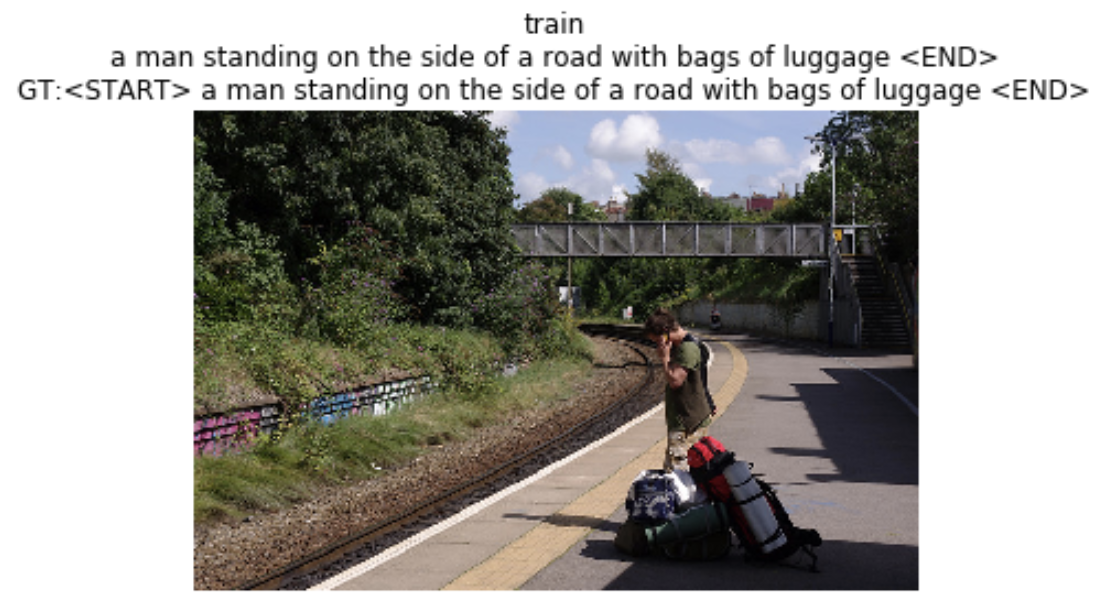 train
a man standing on the side of a road with bags of luggage <END>
GT:<START> a man standing on the side of a road with bags of luggage <END>